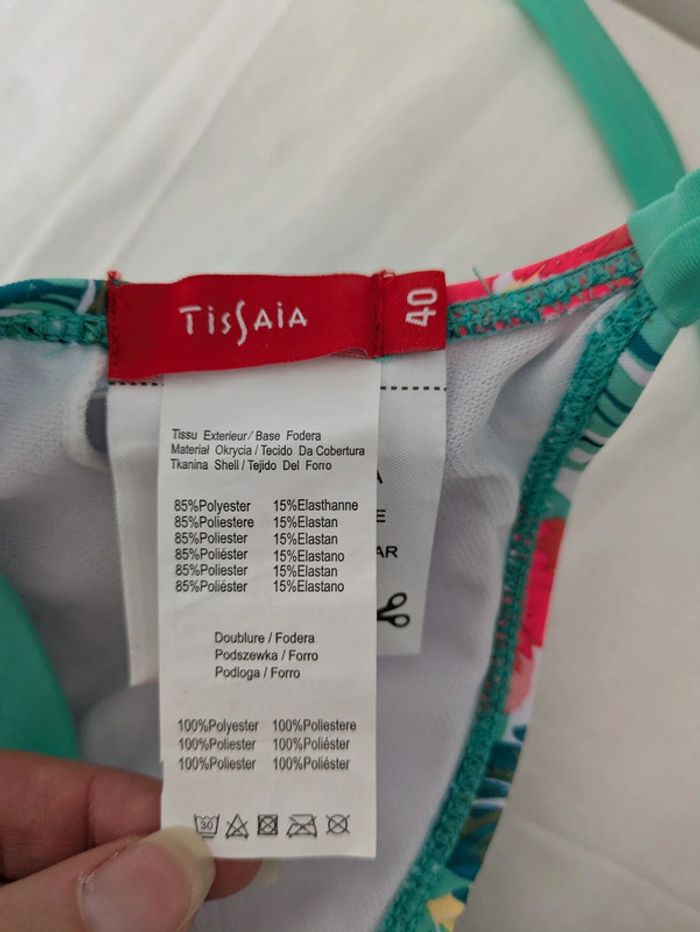 TISSAIA
40
Tissu Exterieur/ Base Fodera
Materiał Okrycia/Tecido Da Cobertura
Tkanina Shell/Tejido Del Forro
85%Polyester 15%Elasthanne
85%Poliestere 15%Elastan
85%Poliester 15%Elastan
85%Poliéster 15%Elastano
85%Poliester 15%Elastan
85%Poliéster 15%Elastano
Doublure / Fodera
Podszewka / Forro
Podloga / Forro
100%Polyester 100%Poliestere
100%Poliester 100%Poliéster
100%Poliester 100%Poliéster
30